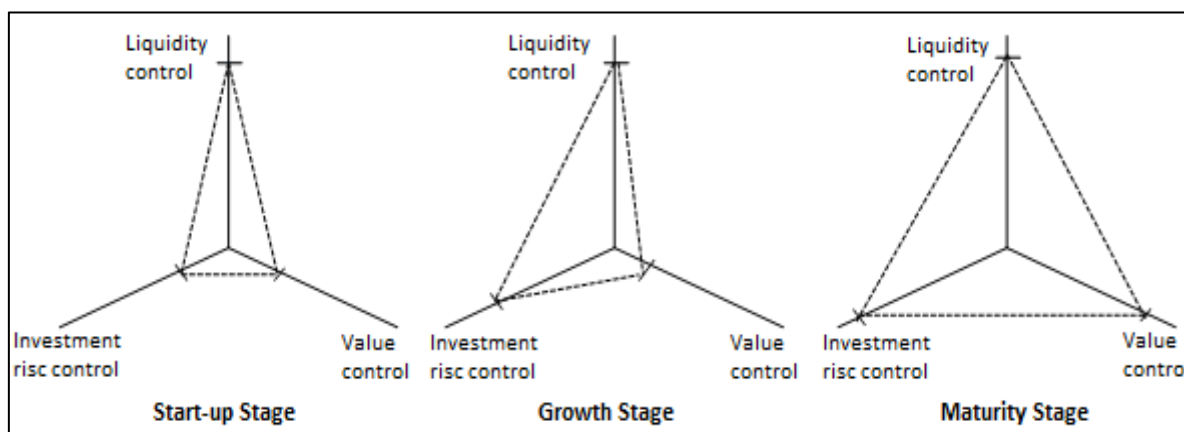 Liquidity
control
Investment
risc control
Value
control
Start-up Stage
Liquidity
control
Investment
risc control
Value
control
Growth Stage
Liquidity
control
Investment
risc control
Value
control
Maturity Stage